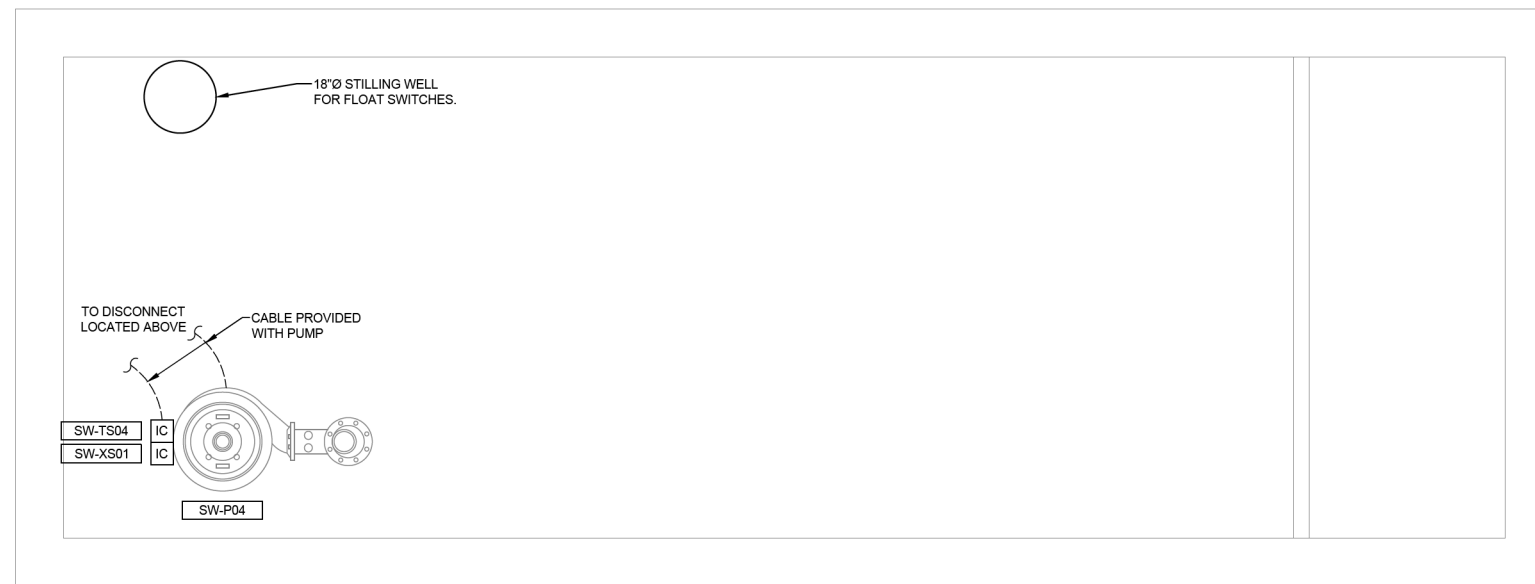 18"Ø STILLING WELL
FOR FLOAT SWITCHES.
TO DISCONNECT
LOCATED ABOVE
CABLE PROVIDED
WITH PUMP
SW-TS04
IC
SW-XS01
IC
SW-P04